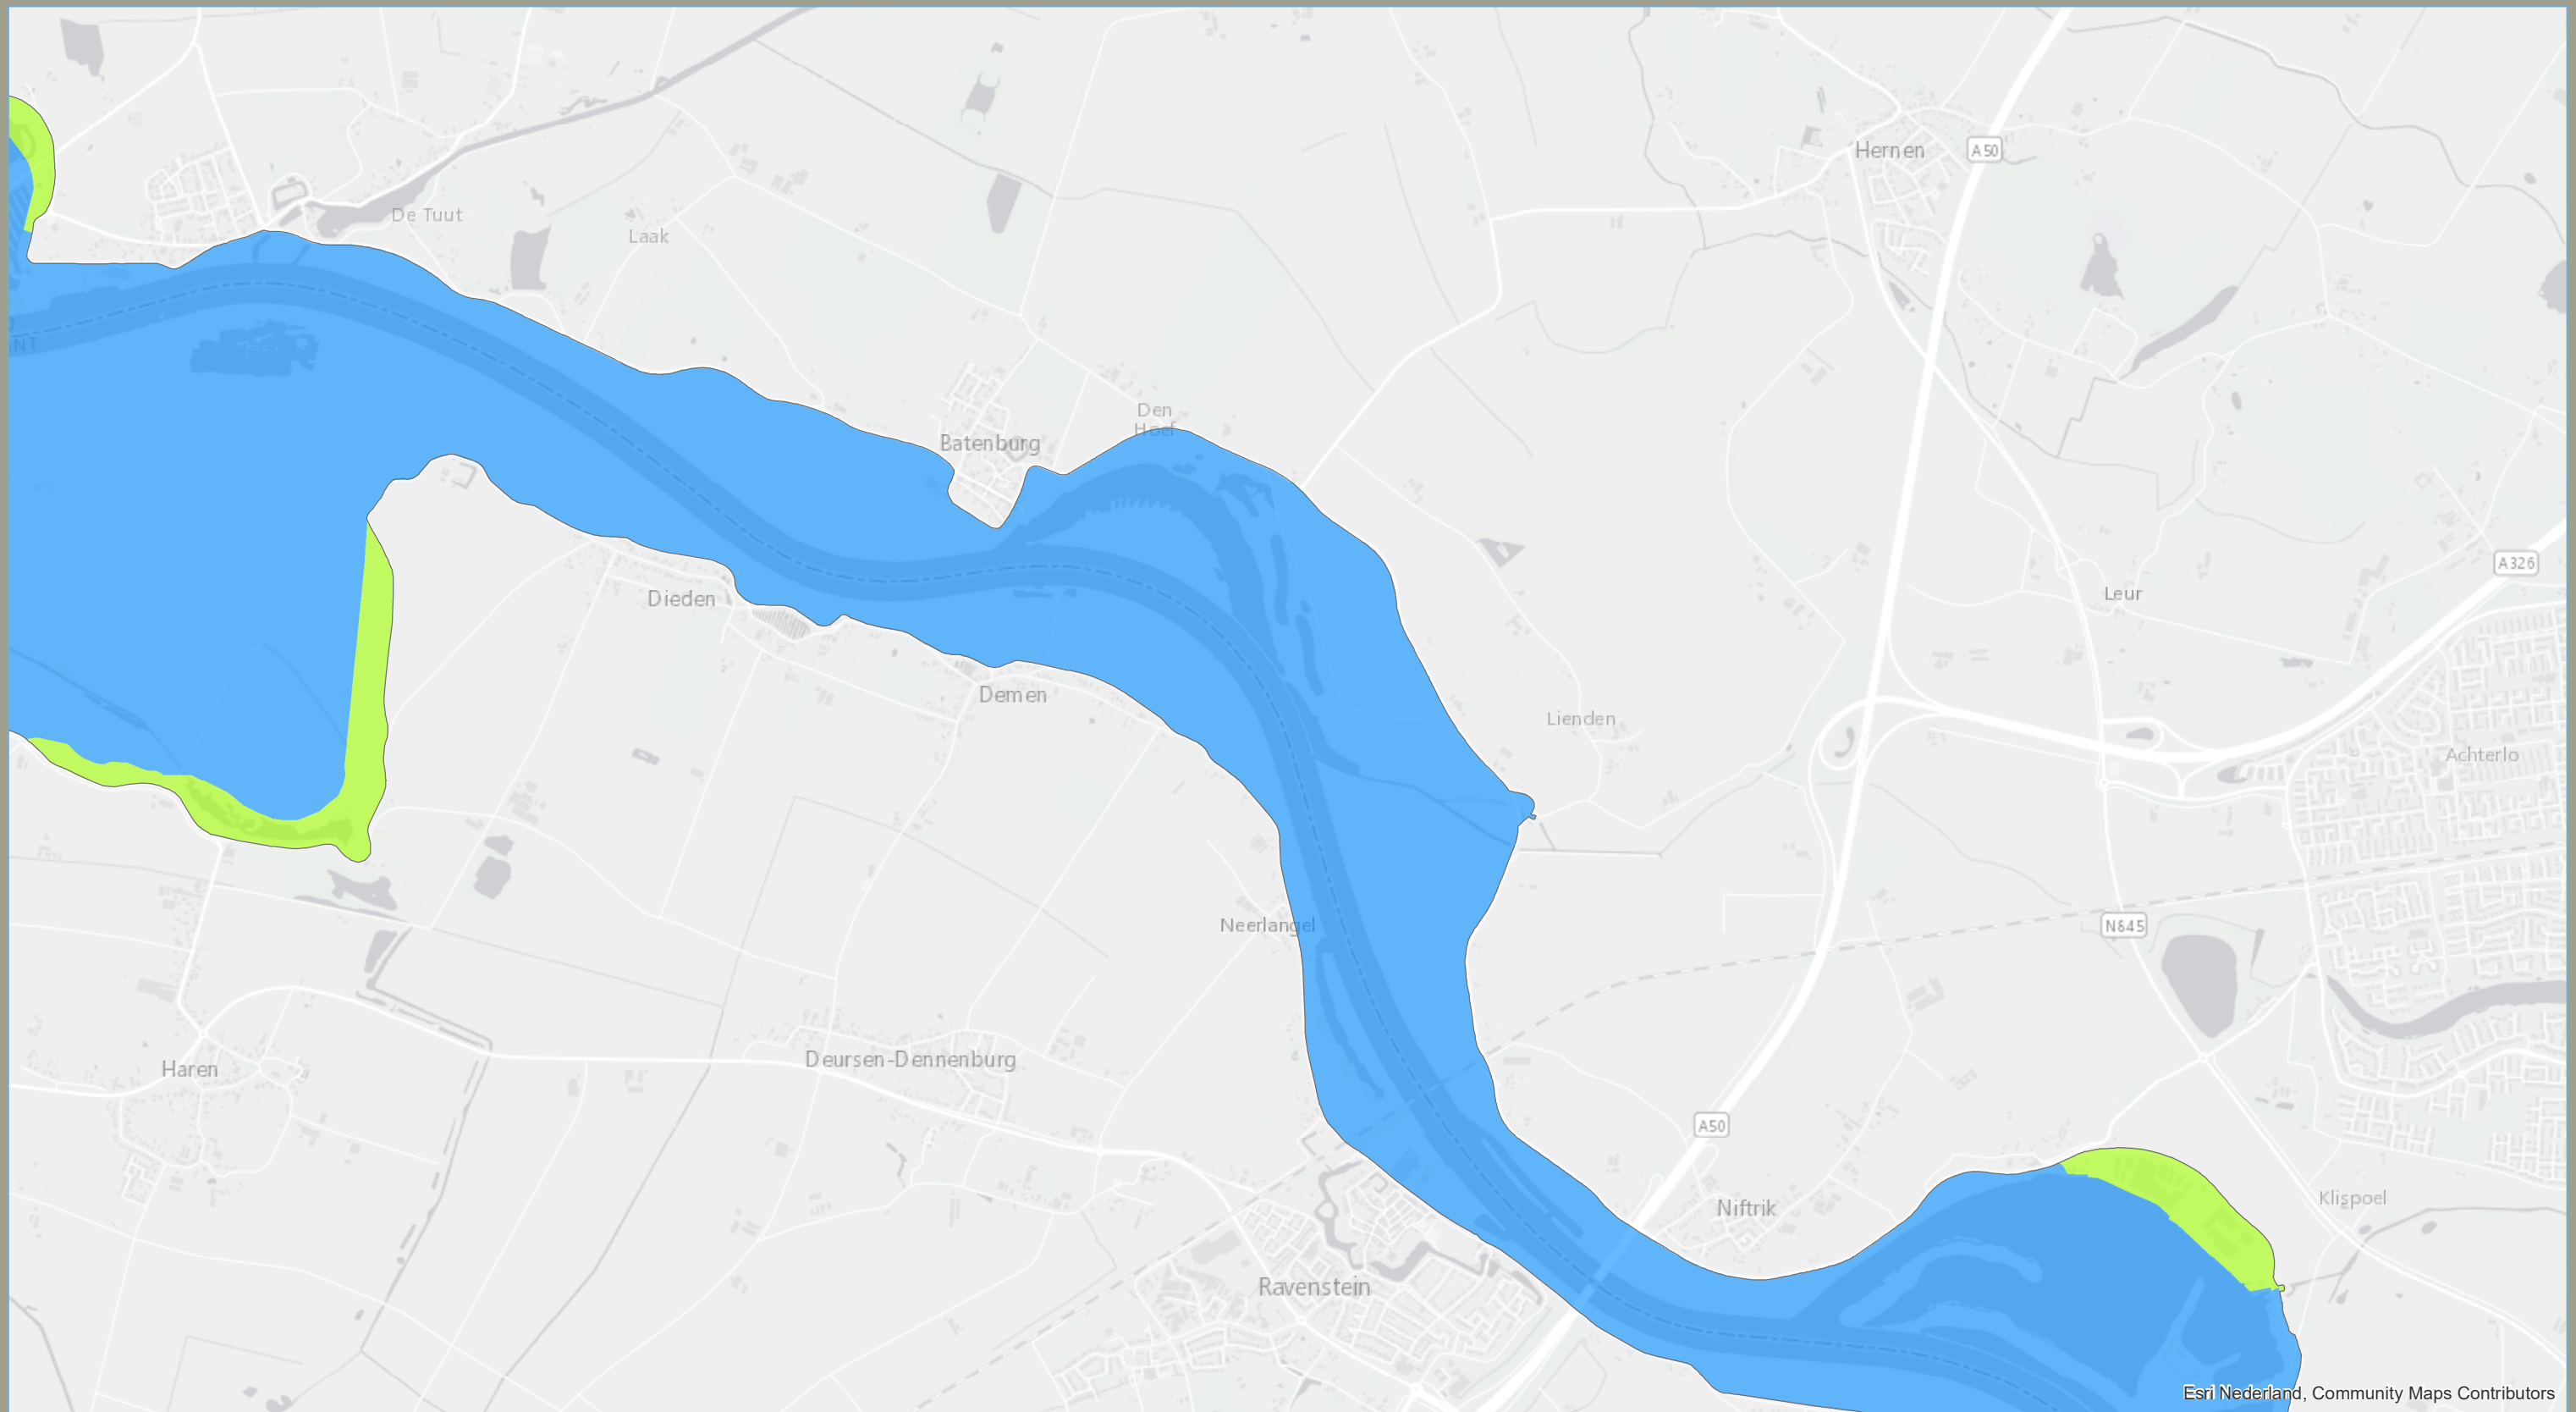 Hernen
A50
De Tuut
Laak
NT
Den
Hoef
Batenburg
A326
Leur
Dieden
Demen
Lienden
Achterlo
Neerlangel
N845
Deursen-Dennenburg
Haren
A50
Klispoel
Niftrik
Ravenstein
Esri Nederland, Community Maps Contributors